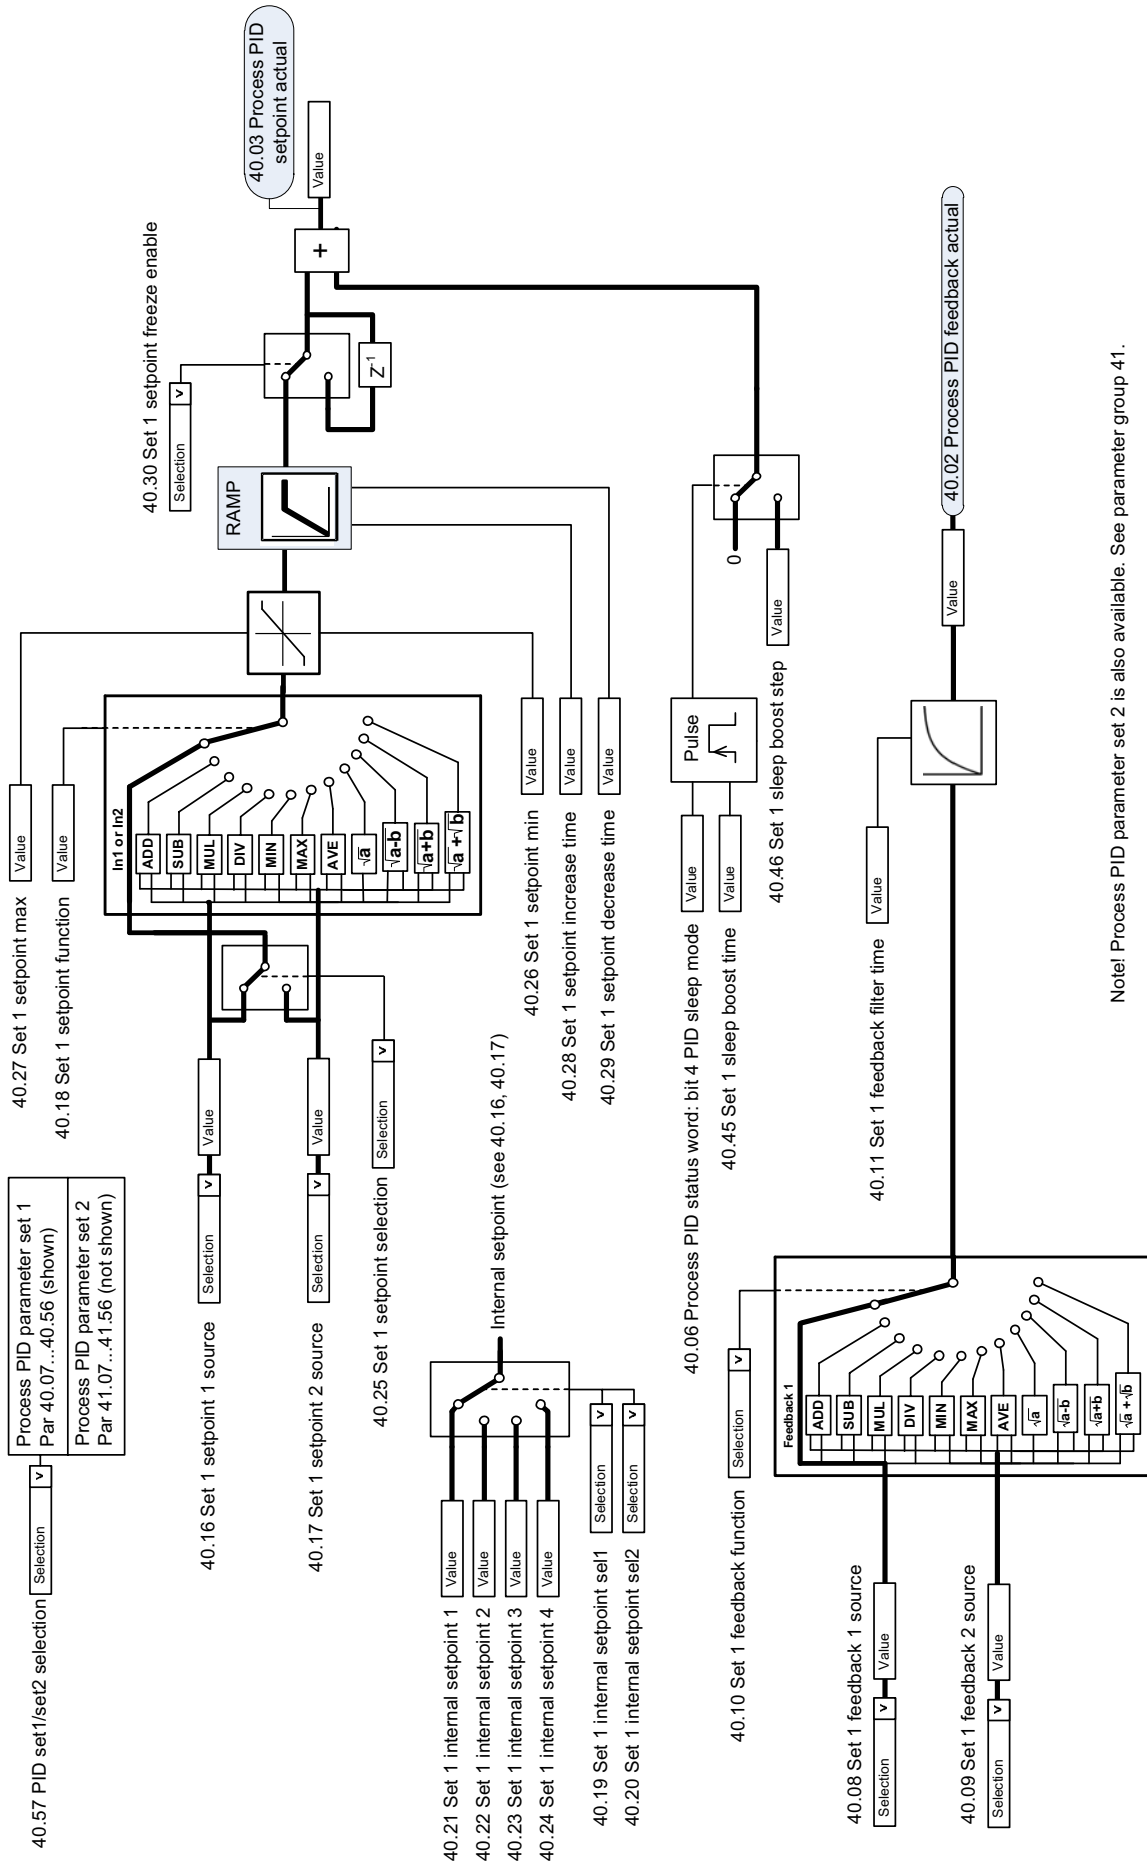 40.57 PID set1/set2 selection
Selection
v
Process PID parameter set 1
Par 40.07...40.56 (shown)
Process PID parameter set 2
Par 41.07...41.56 (not shown)
40.27 Set 1 setpoint max
Value
40.18 Set 1 setpoint function
Value
40.16 Set 1 setpoint 1 source
Selection
v
Value
40.17 Set 1 setpoint 2 source
Selection
v
Value
40.25 Set 1 setpoint selection
Selection
v
In1 or In2
ADD
SUB
MUL
DIV
MIN
MAX
AVE
√a
√a-b
√a+b
√a + √b
RAMP
40.30 Set 1 setpoint freeze enable
Selection
v
Z-1
+
40.03 Process PID
setpoint actual
Value
40.21 Set 1 internal setpoint 1
Value
40.22 Set 1 internal setpoint 2
Value
40.23 Set 1 internal setpoint 3
Value
40.24 Set 1 internal setpoint 4
Value
Internal setpoint (see 40.16, 40.17)
40.19 Set 1 internal setpoint sel1
Selection
v
40.20 Set 1 internal setpoint sel2
Selection
v
40.26 Set 1 setpoint min
Value
40.28 Set 1 setpoint increase time
Value
40.29 Set 1 setpoint decrease time
Value
40.06 Process PID status word: bit 4 PID sleep mode
Value
40.45 Set 1 sleep boost time
Value
Pulse
0
40.46 Set 1 sleep boost step
Value
40.10 Set 1 feedback function
Selection
v
40.08 Set 1 feedback 1 source
Selection
v
Value
40.09 Set 1 feedback 2 source
Selection
v
Value
Feedback 1
ADD
SUB
MUL
DIV
MIN
MAX
AVE
√a
√a-b
√a+b
√a + √b
40.11 Set 1 feedback filter time
Value
Value
40.02 Process PID feedback actual
Note! Process PID parameter set 2 is also available. See parameter group 41.